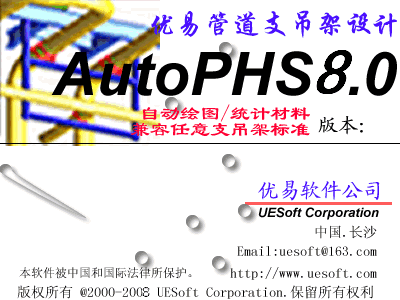 优易管道支吊架设计
AutoPHS8.0
自动绘图/统计材料
兼容任意支吊架标准
版本:
优易软件公司
UESoft Corporation
中国.长沙
Email:uesoft@163.com
本软件被中国和国际法律所保护。
http://www.uesoft.com
版权所有 @2000-2008 UESoft Corporation.保留所有权利